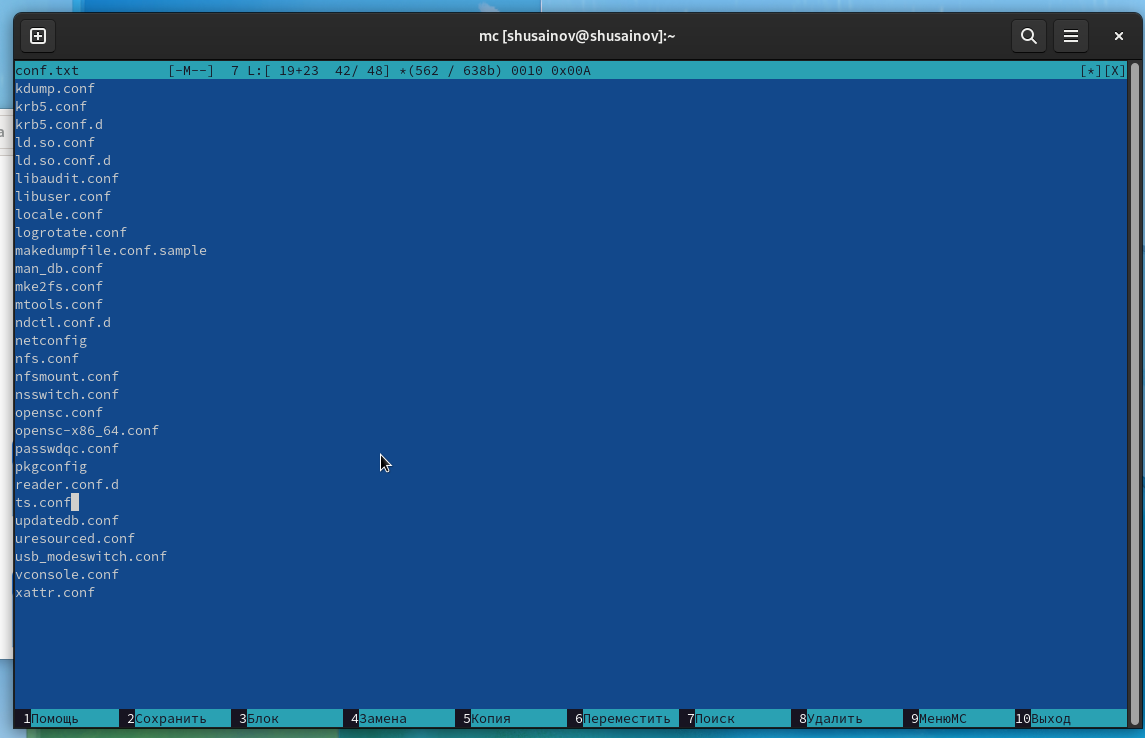 mc [shusainov@shusainov]:~
conf.txt [-M--] 7 L:[ 19+23 42/ 48] *(562 / 638b) 0010 0x00A [*][X]
kdump.conf
krb5.conf
krb5.conf.d
ld.so.conf
ld.so.conf.d
libaudit.conf
libuser.conf
locale.conf
logrotate.conf
makedumpfile.conf.sample
man_db.conf
mke2fs.conf
mtools.conf
ndctl.conf.d
netconfig
nfs.conf
nfsmount.conf
nsswitch.conf
opensc.conf
opensc-x86_64.conf
passwdqc.conf
pkgconfig
reader.conf.d
ts.conf
updatedb.conf
uresourced.conf
usb_modeswitch.conf
vconsole.conf
xattr.conf
1Помощь 2Сохранить 3Блок 4Замена 5Копия 6Переместить 7Поиск 8Удалить 9МенюMC 10Выход